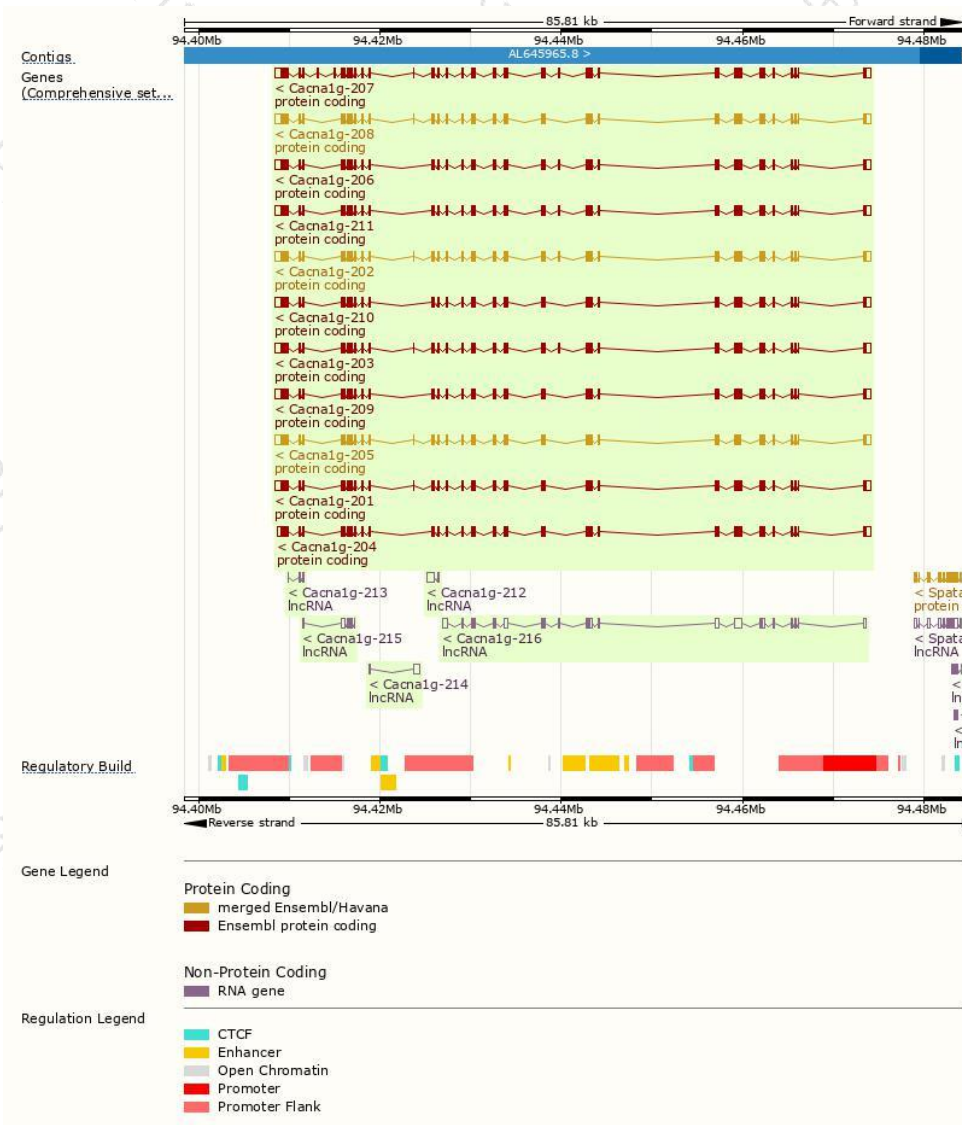 85.81 kb Forward strand
94.40Mb 94.42Mb 94.44Mb 94.46Mb 94.48Mb
Contigs AL645965.8 >
Genes
(Comprehensive set...
< Cacna1g-207
protein coding
< Cacna1g-208
protein coding
< Cacna1g-206
protein coding
< Cacna1g-211
protein coding
< Cacna1g-202
protein coding
< Cacna1g-210
protein coding
< Cacna1g-203
protein coding
< Cacna1g-209
protein coding
< Cacna1g-205
protein coding
< Cacna1g-201
protein coding
< Cacna1g-204
protein coding
< Cacna1g-213 < Cacna1g-212 < Spata
lncRNA lncRNA protein
< Cacna1g-215 < Cacna1g-216 < Spata
lncRNA lncRNA lncRNA
< Cacna1g-214 <
lncRNA ln
<
ln
Regulatory Build
94.40Mb 94.42Mb 94.44Mb 94.46Mb 94.48Mb
Reverse strand 85.81 kb
Gene Legend
Protein Coding
merged Ensembl/Havana
Ensembl protein coding
Non-Protein Coding
RNA gene
Regulation Legend
CTCF
Enhancer
Open Chromatin
Promoter
Promoter Flank